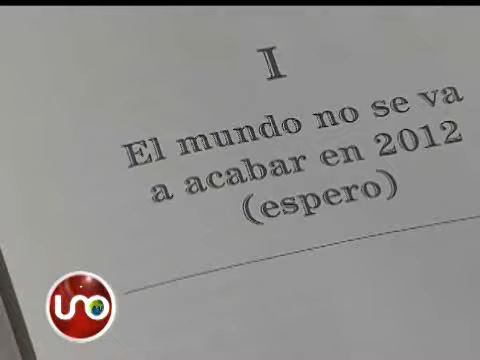 I
El mundo no se va
a acabar en 2012
(espero)
UNO